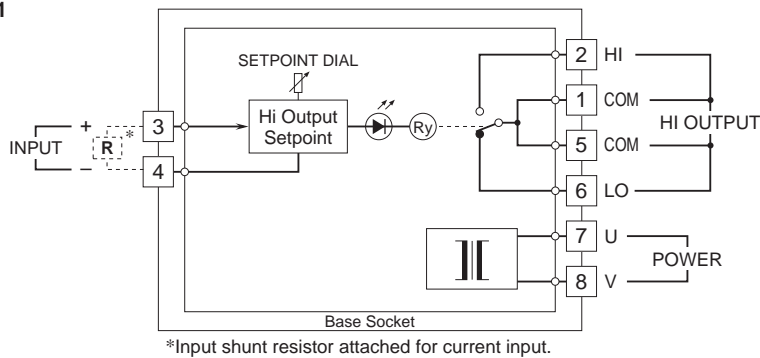 1
SETPOINT DIAL
Hi Output
Setpoint
Ry
INPUT
+
−
R
*
3
4
2 HI
1 COM
5 COM
6 LO
HI OUTPUT
7 U
8 V
POWER
Base Socket
*Input shunt resistor attached for current input.